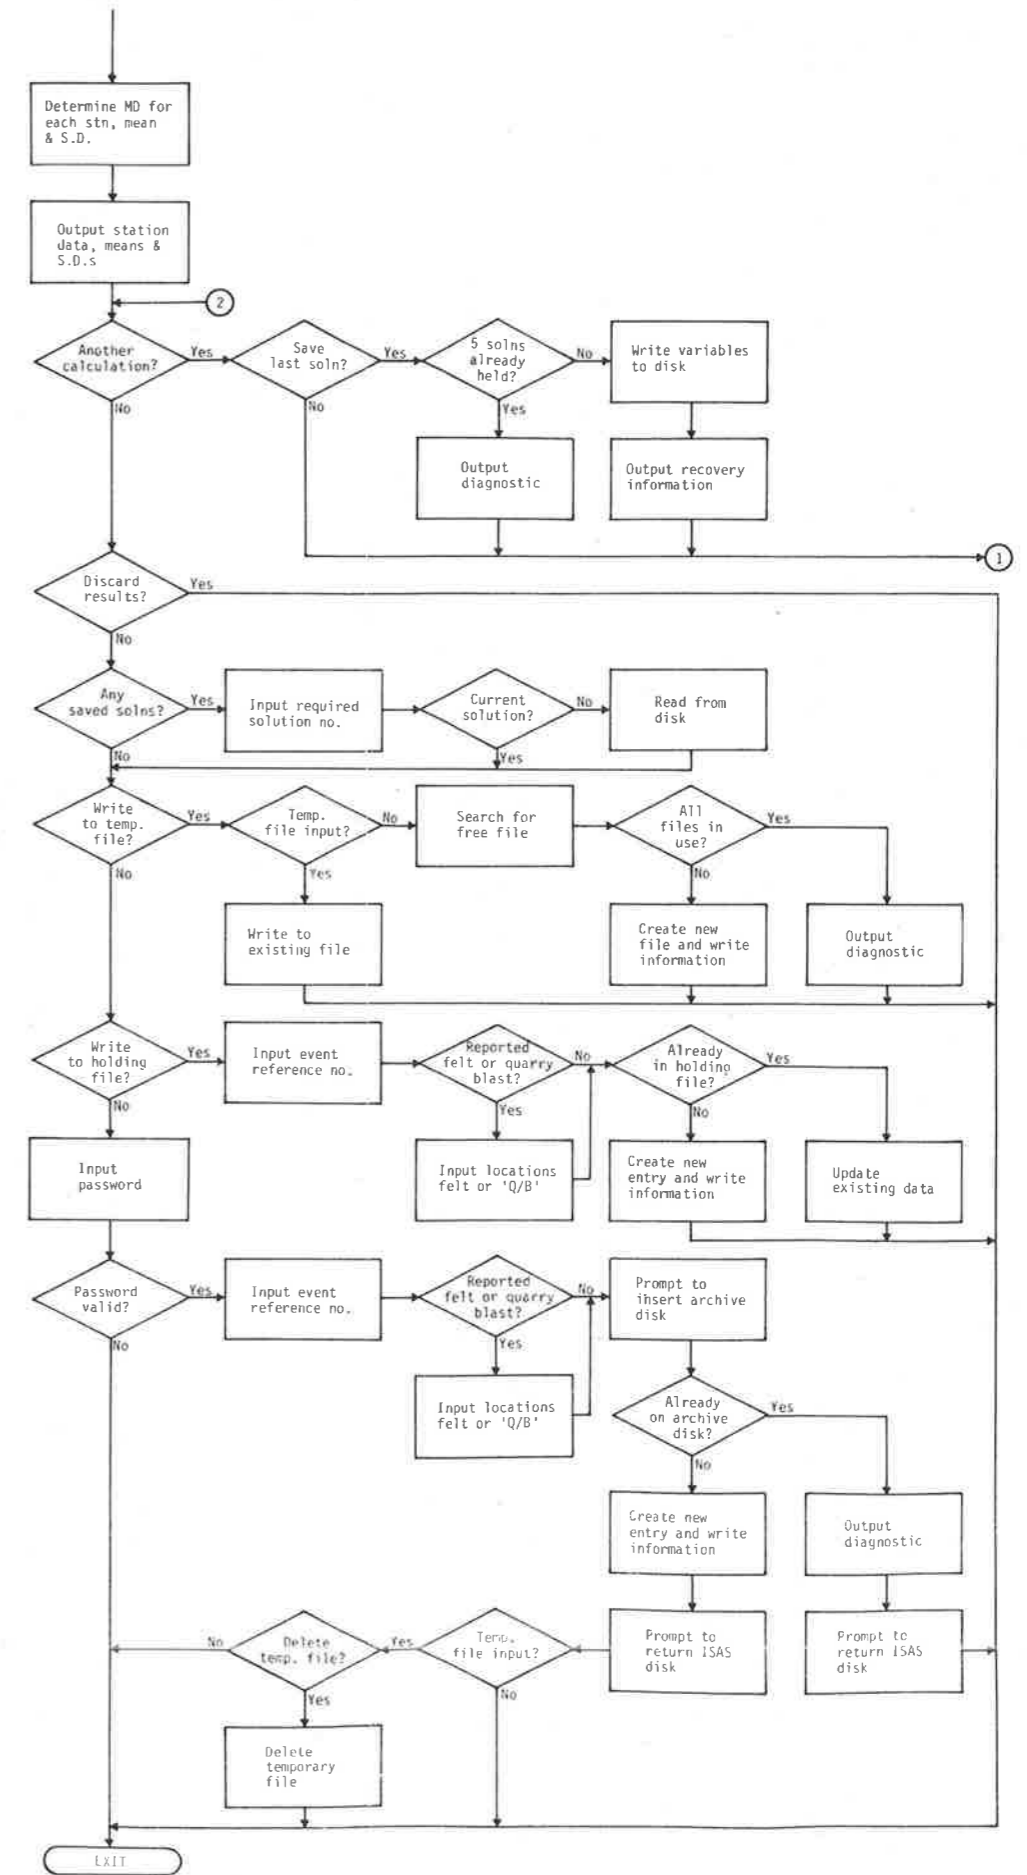 Determine MD for
each stn, mean
& S.D.
Output station
data, means &
S.D.s
2
Another
calculation?
Yes
Save
last soln?
Yes
5 solns
already
held?
No
Write variables
to disk
No
No
Yes
Output
diagnostic
Output recovery
information
1
Discard
results?
Yes
No
Any
saved solns?
Yes
Input required
solution no.
Current
solution?
No
Read from
disk
No
Yes
Write
to temp.
file?
Yes
Temp.
file input?
No
Search for
free file
All
files in
use?
Yes
No
Yes
No
Write to
existing file
Create new
file and write
information
Output
diagnostic
Write
to holding
file?
Yes
Input event
reference no.
Reported
felt or quarry
blast?
No
Already
in holding
file?
Yes
No
Yes
No
Input
password
Input locations
felt or 'Q/B'
Create new
entry and write
information
Update
existing data
Password
valid?
Yes
Input event
reference no.
Reported
felt or quarry
blast?
No
Prompt to
insert archive
disk
No
Yes
Input locations
felt or 'Q/B'
Already
on archive
disk?
Yes
No
Create new
entry and write
information
Output
diagnostic
No
Delete
temp. file?
Yes
Temp.
file input?
Prompt to
return ISAS
disk
Prompt to
return ISAS
disk
Yes
No
Delete
temporary
file
EXIT